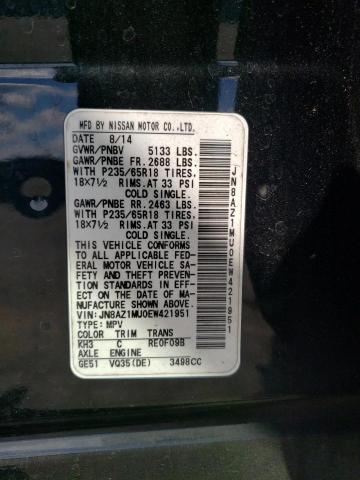 MFD BY NISSAN MOTOR CO.,LTD.
DATE 8/14
GVWR/PNBV 5133 LBS.
GAWR/PNBE FR. 2688 LBS.
WITH P235/65R18 TIRES,
18X7½ RIMS.AT 33 PSI
COLD SINGLE.
GAWR/PNBE RR. 2463 LBS.
WITH P235/65R18 TIRES,
18X7½ RIMS.AT 33 PSI
COLD SINGLE.
THIS VEHICLE CONFORMS
TO ALL APPLICABLE FED-
ERAL MOTOR VEHICLE SA-
FETY AND THEFT PREVEN-
TION STANDARDS IN EFFECT
ON THE DATE OF MA-
NUFACTURE SHOWN ABOVE.
VIN:JN8AZ1MU0EW421951
TYPE:MPV
COLOR TRIM TRANS
KH3 C RE0F09B
AXLE ENGINE
GE51 VQ35(DE) 3498CC
JN8AZ1MU0EW421951